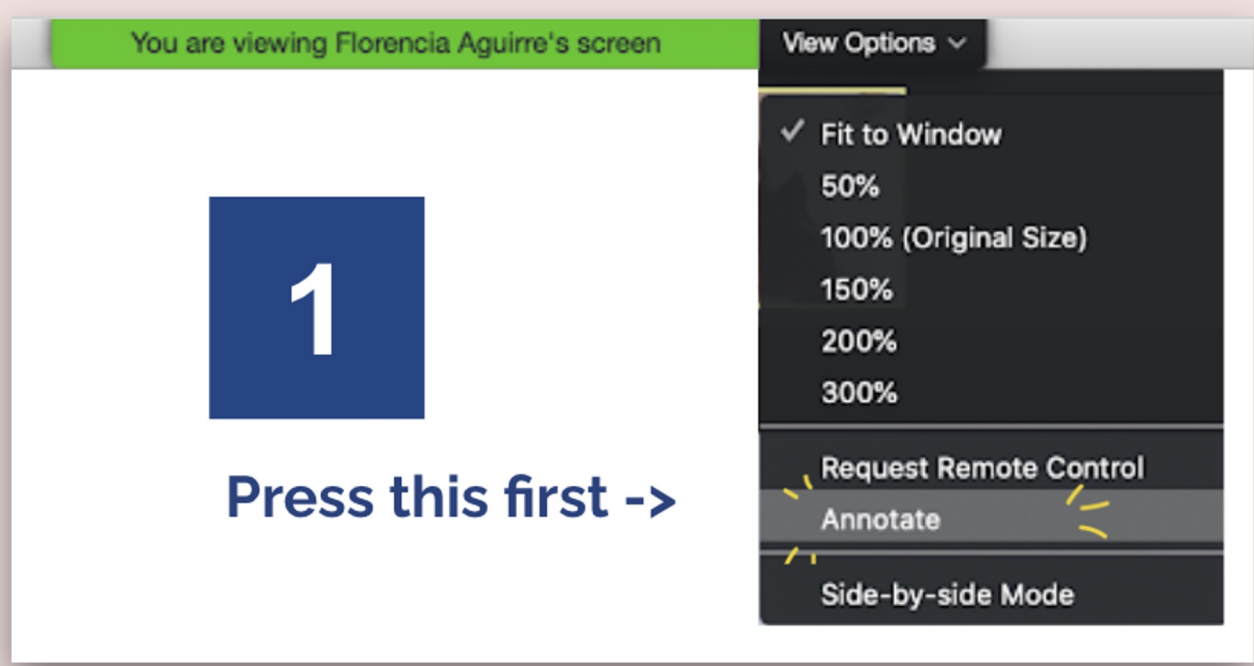 You are viewing Florencia Aguirre's screen
View Options
Fit to Window
50%
100% (Original Size)
150%
200%
300%
Request Remote Control
Annotate
Side-by-side Mode
1
Press this first ->